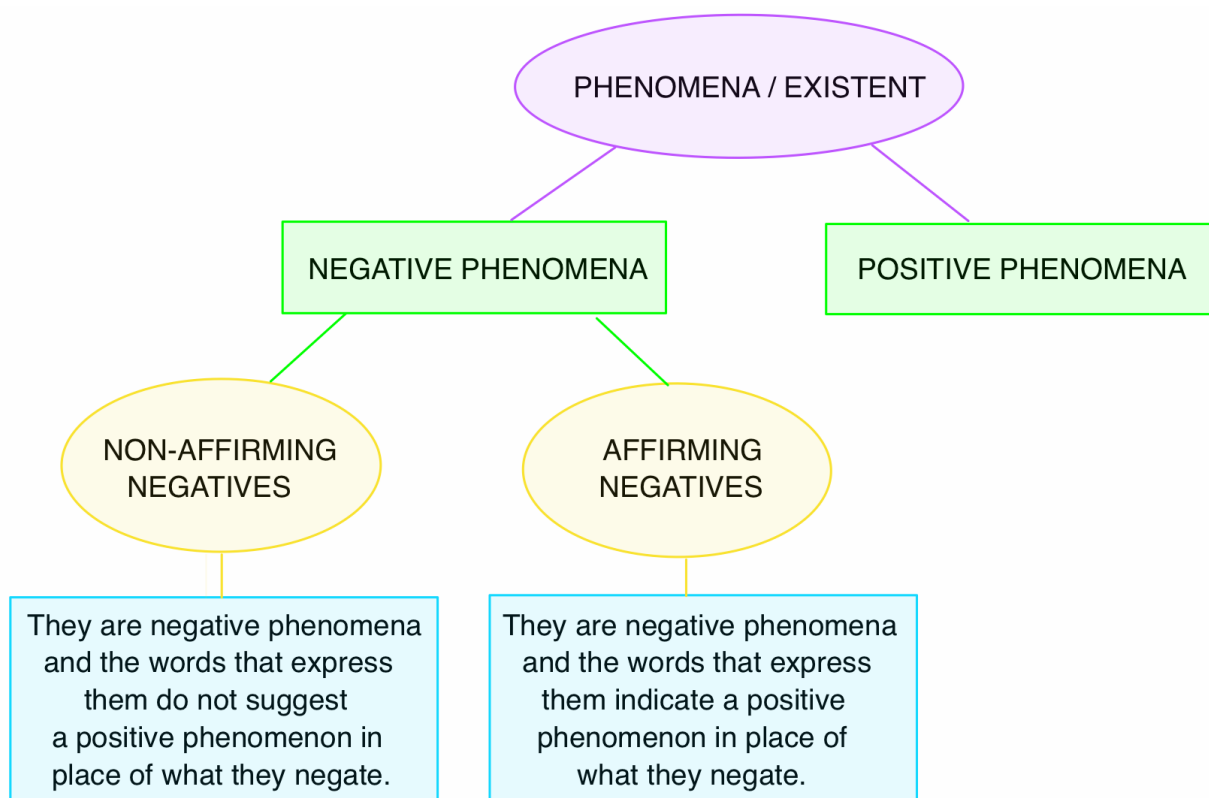 PHENOMENA / EXISTENT
NEGATIVE PHENOMENA
POSITIVE PHENOMENA
NON-AFFIRMING
NEGATIVES
AFFIRMING
NEGATIVES
They are negative phenomena
and the words that express
them do not suggest
a positive phenomenon in
place of what they negate.
They are negative phenomena
and the words that express
them indicate a positive
phenomenon in place of
what they negate.